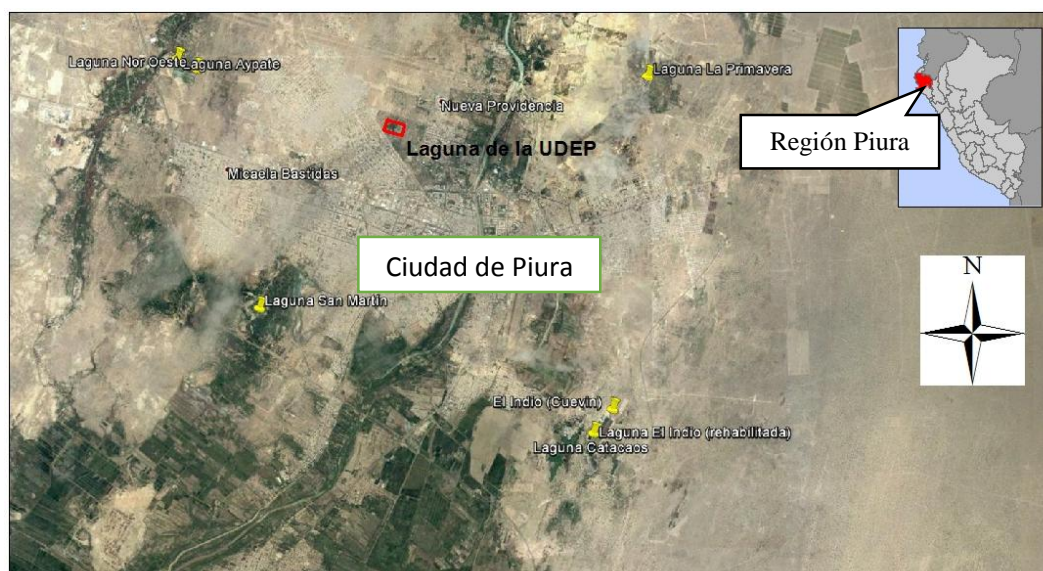 Laguna Nor Oeste
Laguna Aypate
Laguna La Primavera
Nueva Providencia
Región Piura
Laguna de la UDEP
Micaela Bastidas
Ciudad de Piura
N
Laguna San Martin
El Indio (Cuevin)
Laguna El Indio (rehabilitada)
Laguna Catacaos